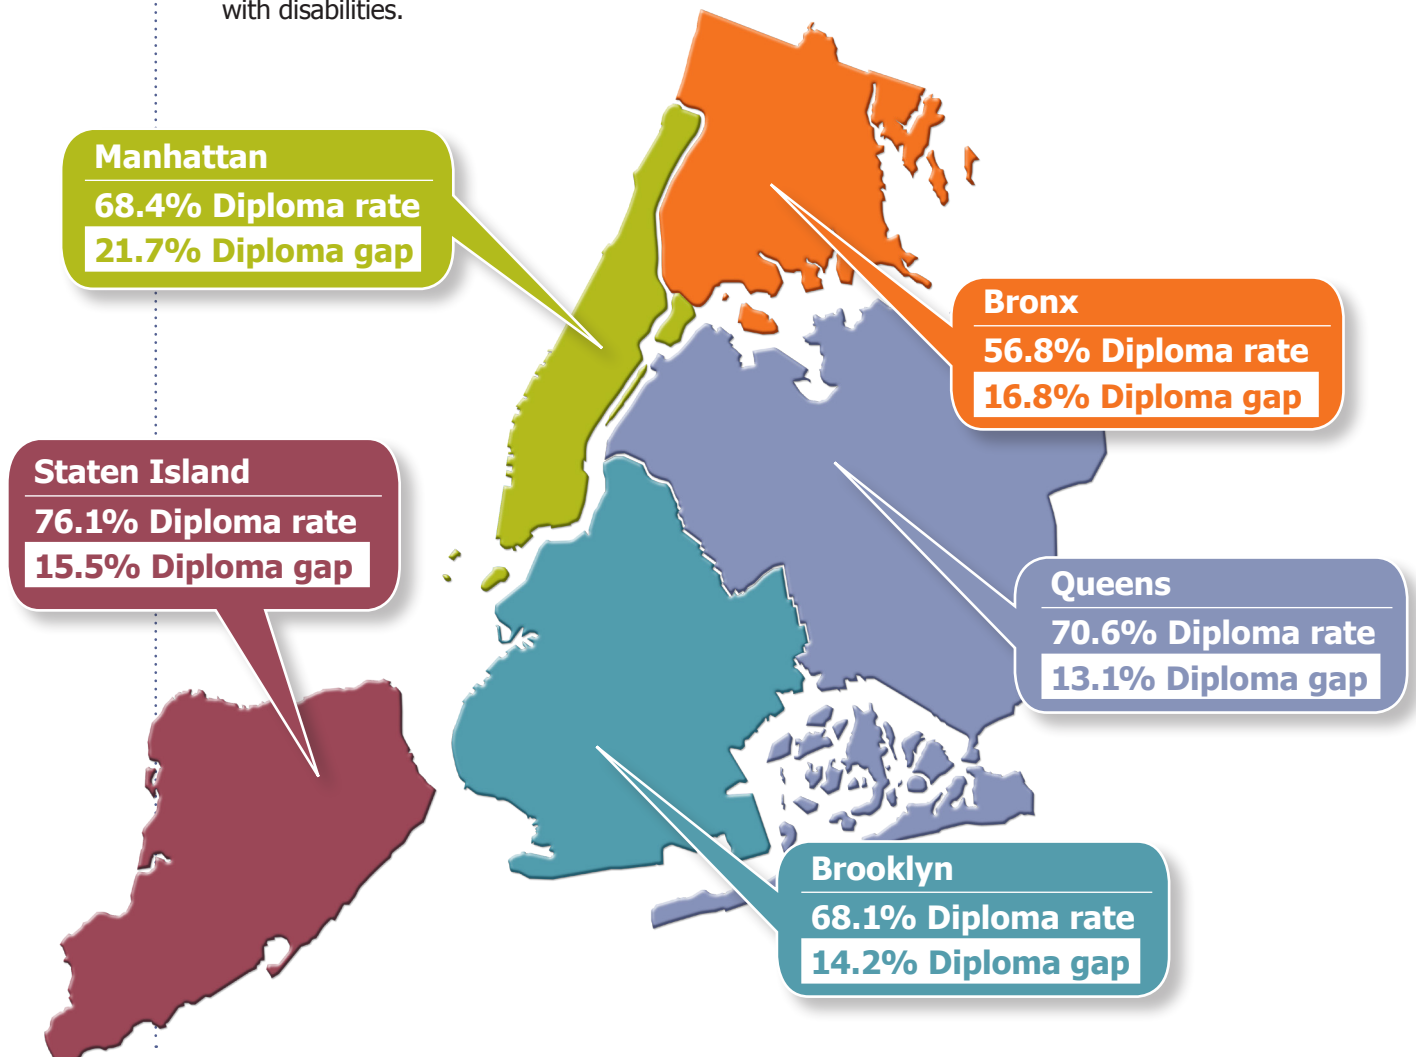 with disabilities.
Manhattan
68.4% Diploma rate
21.7% Diploma gap
Bronx
56.8% Diploma rate
16.8% Diploma gap
Staten Island
76.1% Diploma rate
15.5% Diploma gap
Queens
70.6% Diploma rate
13.1% Diploma gap
Brooklyn
68.1% Diploma rate
14.2% Diploma gap